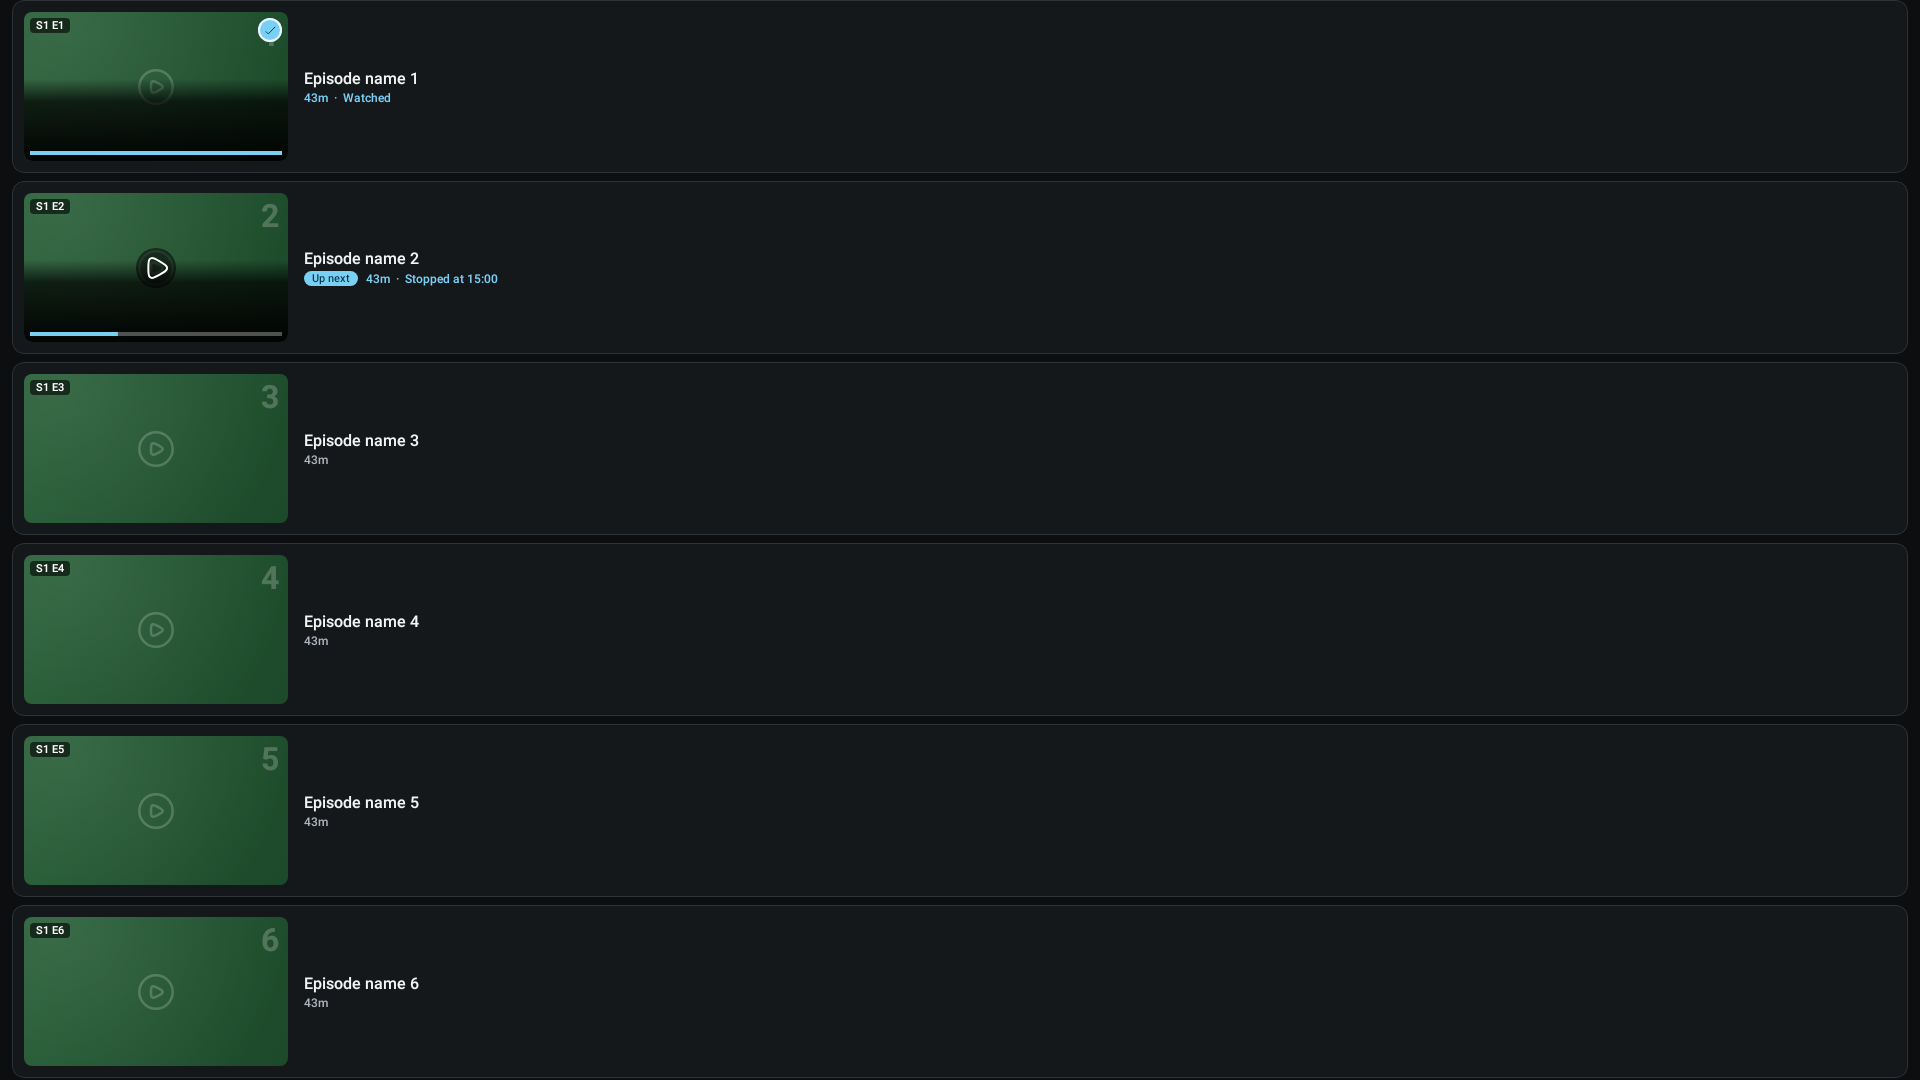 S1 E1
Episode name 1
43m · Watched
S1 E2
2
Episode name 2
Up next 43m · Stopped at 15:00
S1 E3
3
Episode name 3
43m
S1 E4
4
Episode name 4
43m
S1 E5
5
Episode name 5
43m
S1 E6
6
Episode name 6
43m